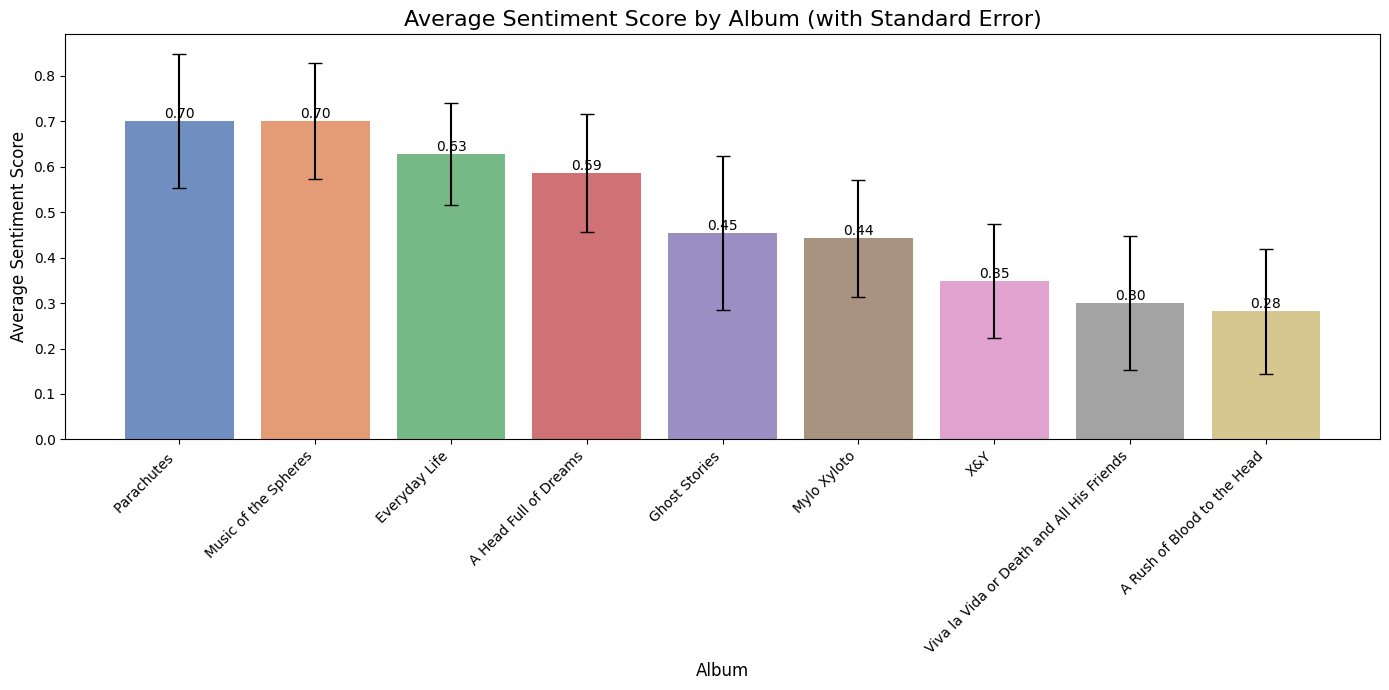 Average Sentiment Score by Album (with Standard Error)
Average Sentiment Score
0.8
0.7
0.6
0.5
0.4
0.3
0.2
0.1
0.0
0.70
0.70
0.63
0.59
0.45
0.44
0.35
0.30
0.28
Parachutes
Music of the Spheres
Everyday Life
A Head Full of Dreams
Ghost Stories
Mylo Xyloto
X&Y
Viva la Vida or Death and All His Friends
A Rush of Blood to the Head
Album